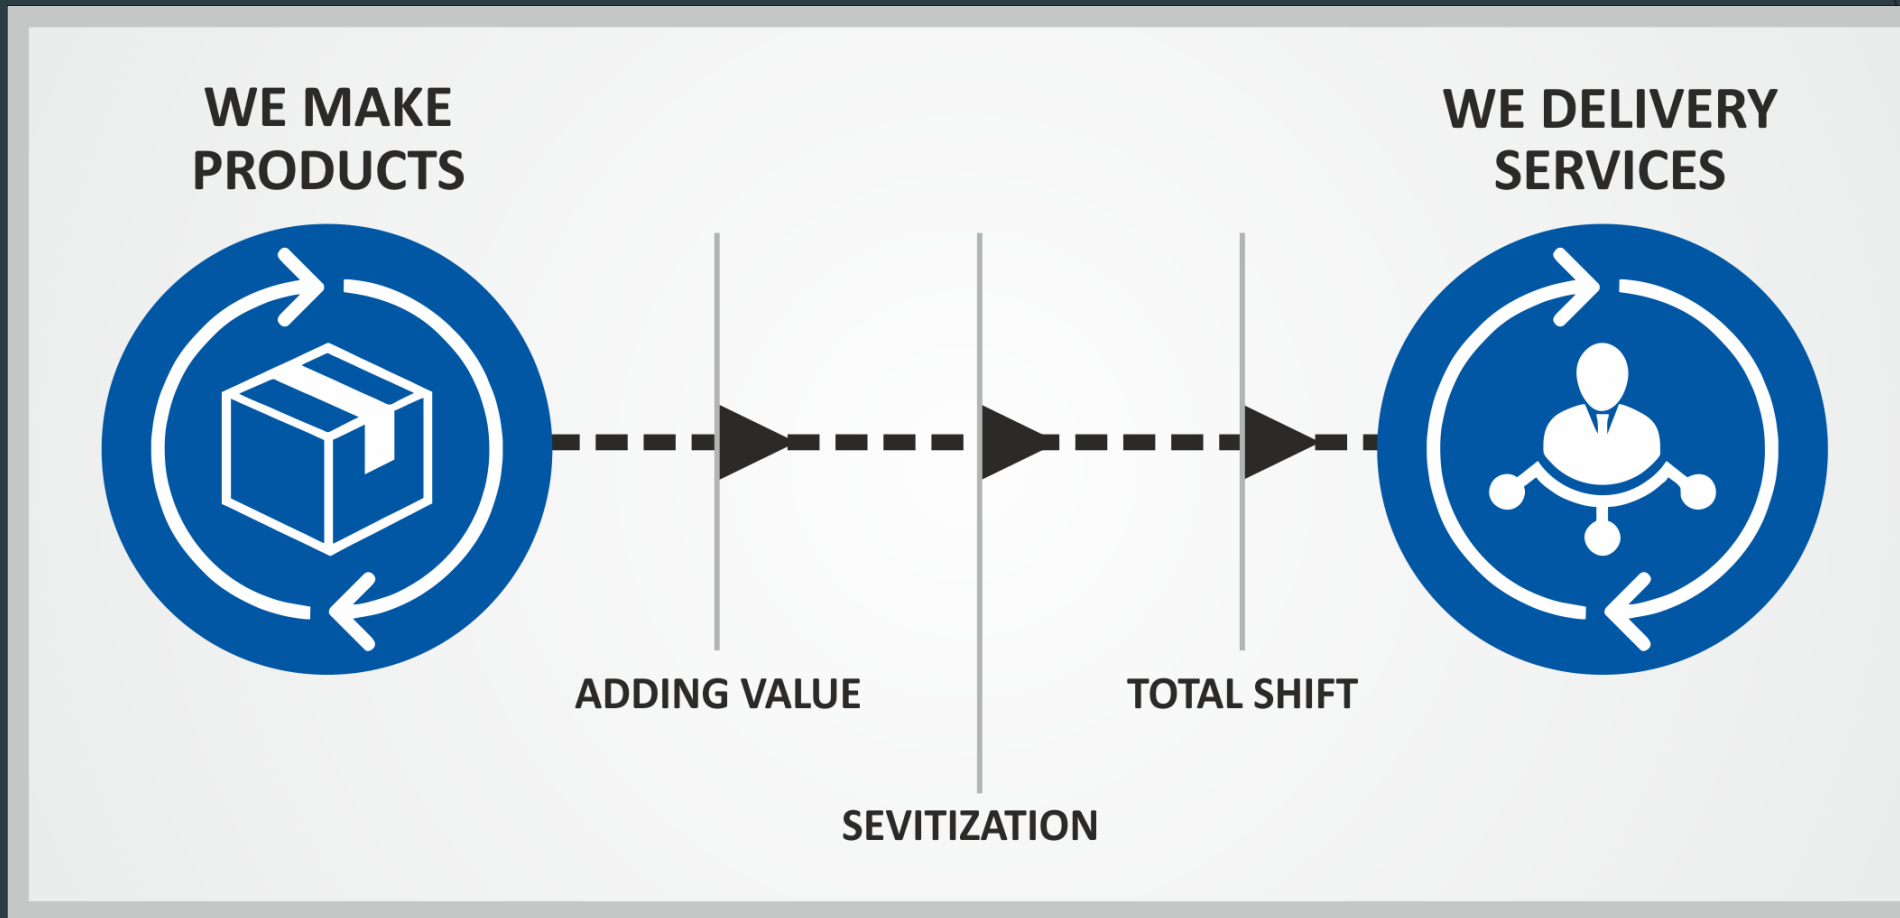 WE MAKE
PRODUCTS
WE DELIVERY
SERVICES
ADDING VALUE
TOTAL SHIFT
SEVITIZATION